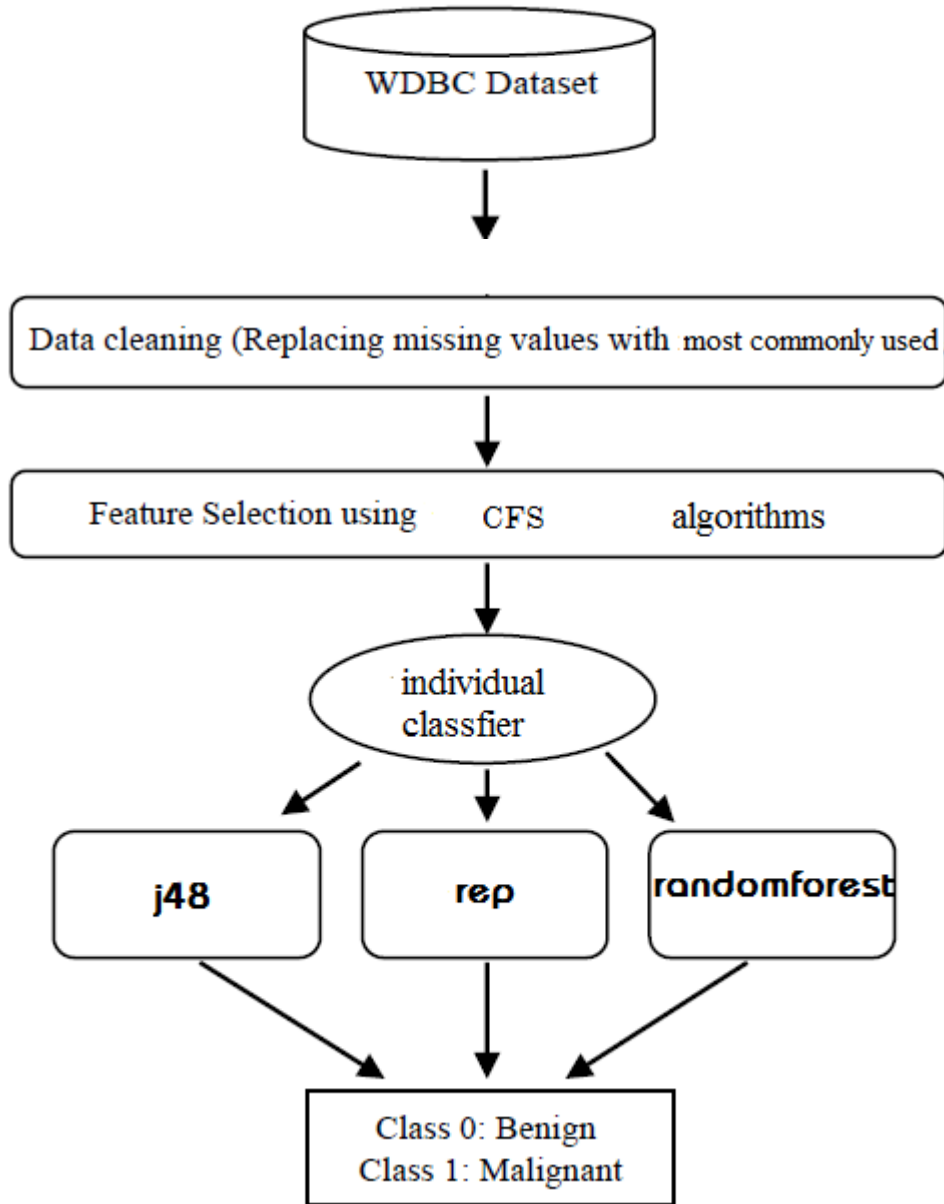 WDBC Dataset
Data cleaning (Replacing missing values with most commonly used
Feature Selection using CFS algorithms
individual
classfier
j48
rep
randomforest
Class 0: Benign
Class 1: Malignant